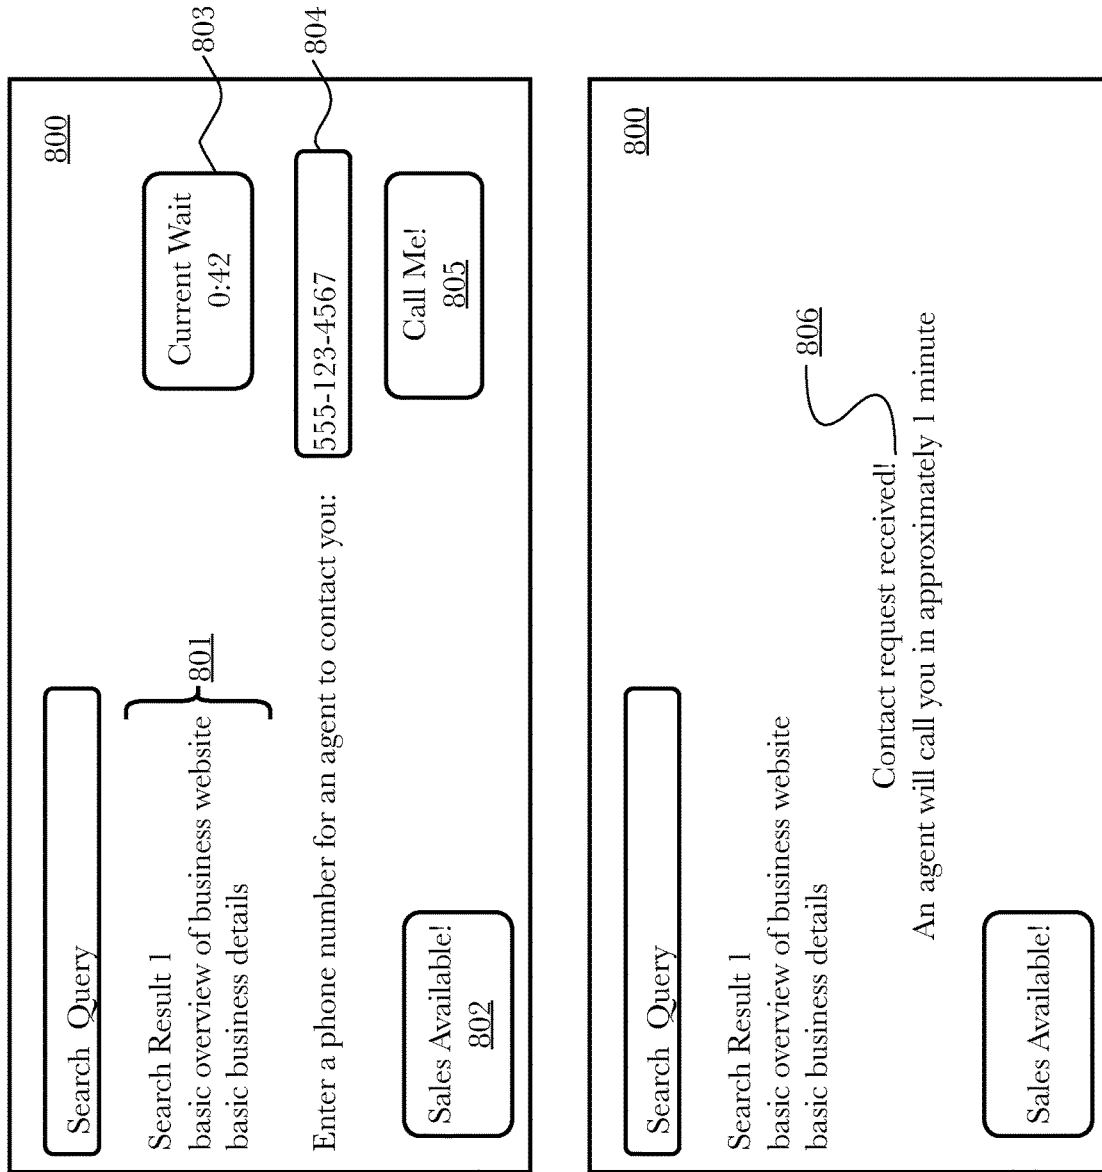 800
Search Query
Search Result 1
basic overview of business website
basic business details
801
Current Wait
0:42
803
Enter a phone number for an agent to contact you:
555-123-4567
804
Sales Available!
802
Call Me!
805
800
Search Query
Search Result 1
basic overview of business website
basic business details
806
Contact request received!
An agent will call you in approximately 1 minute
Sales Available!